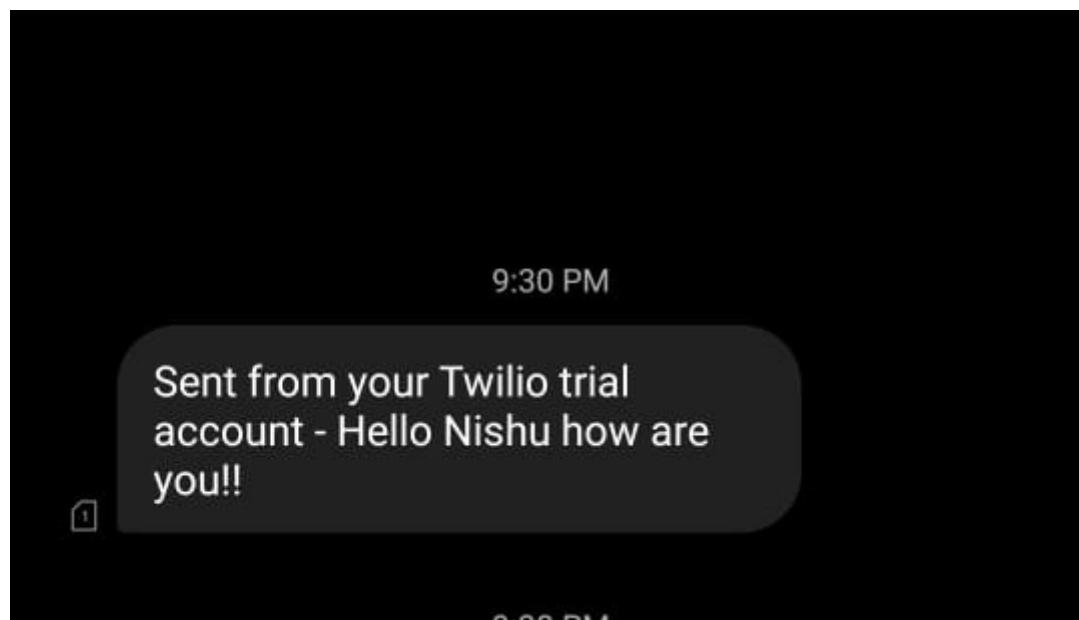 9:30 PM
Sent from your Twilio trial
account - Hello Nishu how are
you!!
1